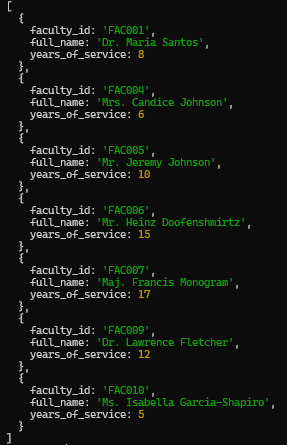 [
  {
    faculty_id: 'FAC001',
    full_name: 'Dr. Maria Santos',
    years_of_service: 8
  },
  {
    faculty_id: 'FAC004',
    full_name: 'Mrs. Candice Johnson',
    years_of_service: 6
  },
  {
    faculty_id: 'FAC005',
    full_name: 'Mr. Jeremy Johnson',
    years_of_service: 10
  },
  {
    faculty_id: 'FAC006',
    full_name: 'Mr. Heinz Doofenshmirtz',
    years_of_service: 15
  },
  {
    faculty_id: 'FAC007',
    full_name: 'Maj. Francis Monogram',
    years_of_service: 17
  },
  {
    faculty_id: 'FAC009',
    full_name: 'Dr. Lawrence Fletcher',
    years_of_service: 12
  },
  {
    faculty_id: 'FAC010',
    full_name: 'Ms. Isabella Garcia-Shapiro',
    years_of_service: 5
  }
]